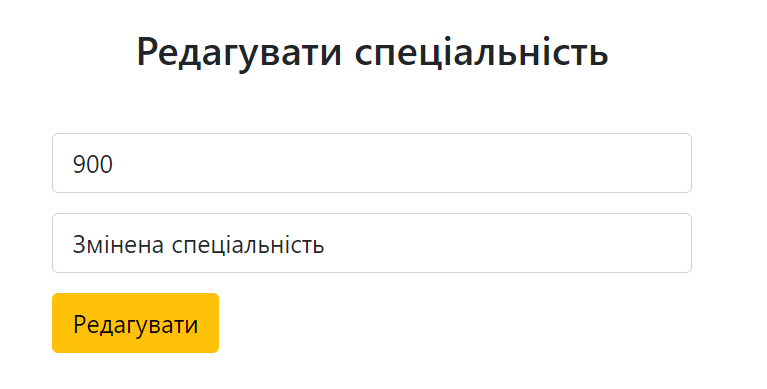 Редагувати спеціальність
900
Змінена спеціальність
Редагувати